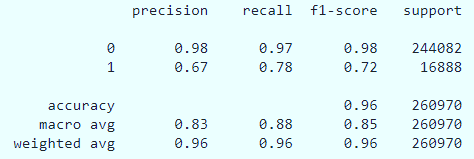 precision recall f1-score support
0 0.98 0.97 0.98 244082
1 0.67 0.78 0.72 16888
accuracy 0.96 260970
macro avg 0.83 0.88 0.85 260970
weighted avg 0.96 0.96 0.96 260970